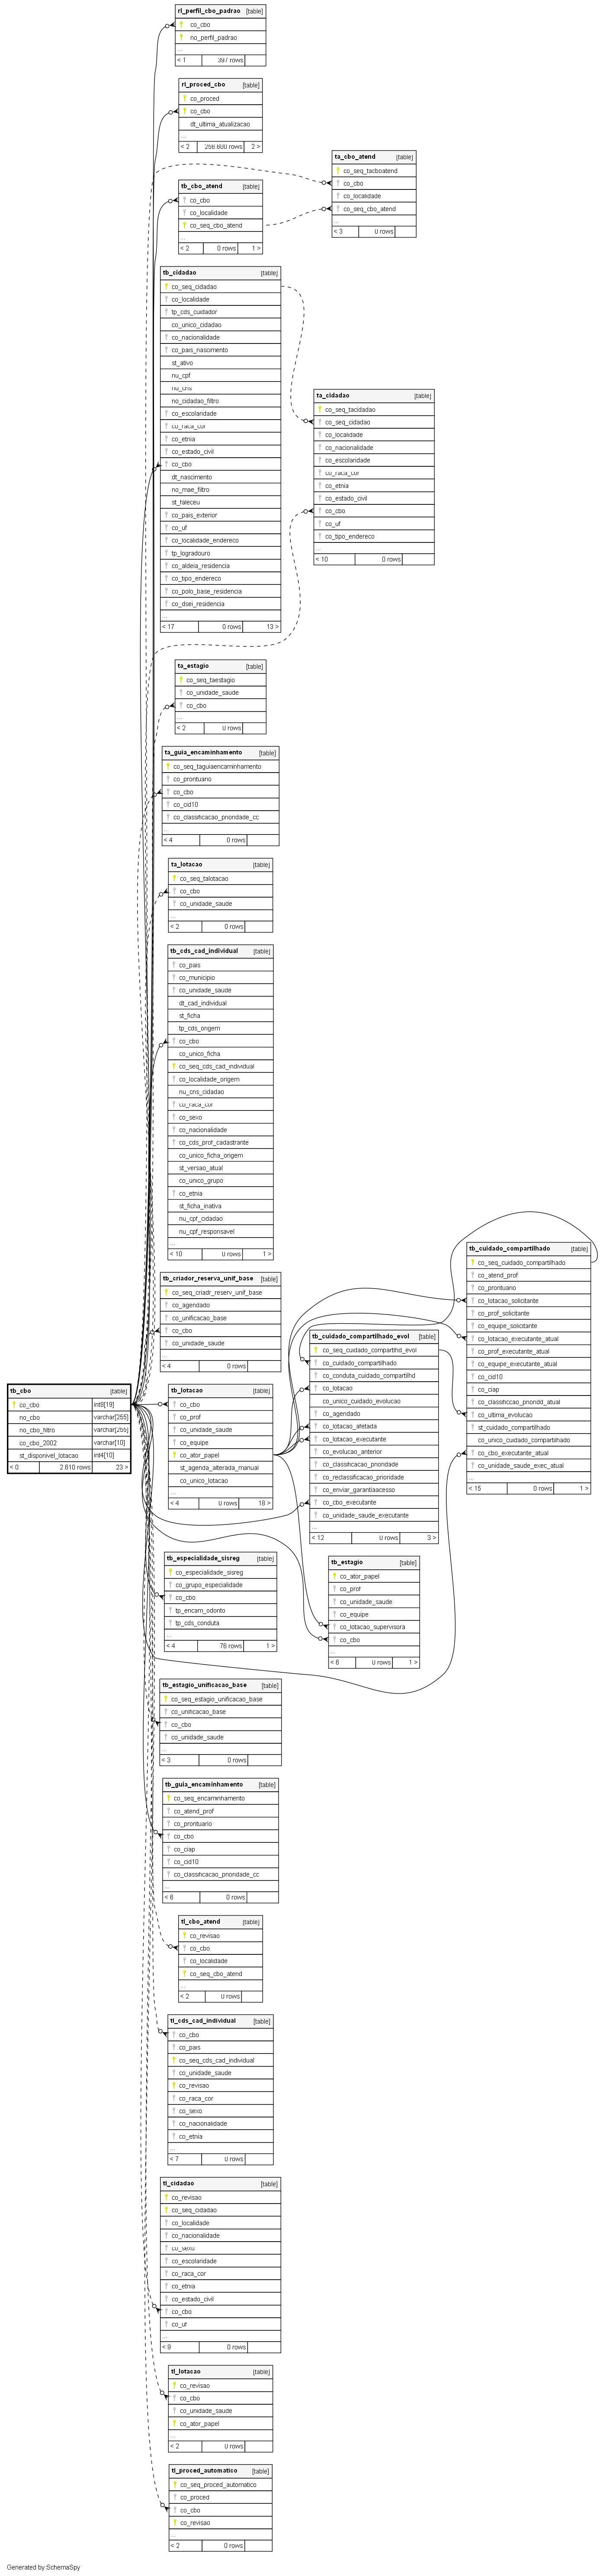 rl_perfil_cbo_padrao [table]
co_cbo
no_perfil_padrao
...
< 1 397 rows
rl_proced_cbo [table]
co_proced
co_cbo
dt_ultima_atualizacao
...
< 2 256.600 rows 2 >
ta_cbo_atend [table]
co_seq_tacboatend
co_cbo
co_localidade
co_seq_cbo_atend
...
< 3 0 rows
tb_cbo_atend [table]
co_cbo
co_localidade
co_seq_cbo_atend
...
< 2 0 rows 1 >
tb_cidadao [table]
co_seq_cidadao
co_localidade
tp_cds_cuidador
co_unico_cidadao
co_nacionalidade
co_pais_nascimento
st_ativo
nu_cpf
nu_cns
no_cidadao_filtro
co_escolaridade
co_raca_cor
co_etnia
co_estado_civil
co_cbo
dt_nascimento
no_mae_filtro
st_faleceu
co_pais_exterior
co_uf
co_localidade_endereco
tp_logradouro
co_aldeia_residencia
co_tipo_endereco
co_polo_base_residencia
co_dsei_residencia
...
< 17 0 rows 13 >
ta_cidadao [table]
co_seq_tacidadao
co_seq_cidadao
co_localidade
co_nacionalidade
co_escolaridade
co_raca_cor
co_etnia
co_estado_civil
co_cbo
co_uf
co_tipo_endereco
...
< 10 0 rows
ta_estagio [table]
co_seq_taestagio
co_unidade_saude
co_cbo
...
< 2 0 rows
ta_guia_encaminhamento [table]
co_seq_taguiaencaminhamento
co_prontuario
co_cbo
co_cid10
co_classificacao_prioridade_cc
...
< 4 0 rows
ta_lotacao [table]
co_seq_talotacao
co_cbo
co_unidade_saude
...
< 2 0 rows
tb_cds_cad_individual [table]
co_pais
co_municipio
co_unidade_saude
dt_cad_individual
st_ficha
tp_cds_origem
co_cbo
co_unico_ficha
co_seq_cds_cad_individual
co_localidade_origem
nu_cns_cidadao
co_raca_cor
co_sexo
co_nacionalidade
co_cds_prof_cadastrante
co_unico_ficha_origem
st_versao_atual
co_unico_grupo
co_etnia
st_ficha_inativa
nu_cpf_cidadao
nu_cpf_responsavel
...
< 10 0 rows 1 >
tb_criador_reserva_unif_base [table]
co_seq_criadr_reserv_unif_base
co_agendado
co_unificacao_base
co_cbo
co_unidade_saude
...
< 4 0 rows
tb_cuidado_compartilhado [table]
co_seq_cuidado_compartilhado
co_atend_prof
co_prontuario
co_lotacao_solicitante
co_prof_solicitante
co_equipe_solicitante
co_lotacao_executante_atual
co_prof_executante_atual
co_equipe_executante_atual
co_cid10
co_ciap
co_classificcao_priondd_atual
co_ultima_evolucao
st_cuidado_compartilhado
co_unico_cuidado_compartilhado
co_cbo_executante_atual
co_unidade_saude_exec_atual
...
< 15 0 rows 1 >
tb_cuidado_compartilhado_evol [table]
co_seq_cuidado_compartlhd_evol
co_cuidado_compartilhado
co_conduta_cuidado_compartilhd
co_lotacao
co_unico_cuidado_evolucao
co_agendado
co_lotacao_afetada
co_lotacao_executante
co_evolucao_anterior
co_classificacao_prioridade
co_reclassificacao_prioridade
co_enviar_garantiaacesso
co_cbo_executante
co_unidade_saude_executante
...
< 12 0 rows 3 >
tb_cbo [table]
co_cbo int8[19]
no_cbo varchar[255]
no_cbo_filtro varchar[255]
co_cbo_2002 varchar[10]
st_disponivel_lotacao int4[10]
< 0 2.610 rows 23 >
tb_lotacao [table]
co_cbo
co_prof
co_unidade_saude
co_equipe
co_ator_papel
st_agenda_alterada_manual
co_unico_lotacao
...
< 4 0 rows 18 >
tb_especialidade_sisreg [table]
co_especialidade_sisreg
co_grupo_especialidade
co_cbo
tp_encam_odonto
tp_cds_conduta
...
< 4 76 rows 1 >
tb_estagio [table]
co_ator_papel
co_prof
co_unidade_saude
co_equipe
co_lotacao_supervisora
co_cbo
...
< 6 0 rows 1 >
tb_estagio_unificacao_base [table]
co_seq_estagio_unificacao_base
co_unificacao_base
co_cbo
co_unidade_saude
...
< 3 0 rows
tb_guia_encaminhamento [table]
co_seq_encaminhamento
co_atend_prof
co_prontuario
co_cbo
co_ciap
co_cid10
co_classificacao_prioridade_cc
...
< 6 0 rows
tl_cbo_atend [table]
co_revisao
co_cbo
co_localidade
co_seq_cbo_atend
...
< 2 0 rows
tl_cds_cad_individual [table]
co_cbo
co_pais
co_seq_cds_cad_individual
co_unidade_saude
co_revisao
co_raca_cor
co_sexo
co_nacionalidade
co_etnia
...
< 7 0 rows
tl_cidadao [table]
co_revisao
co_seq_cidadao
co_localidade
co_nacionalidade
co_sexo
co_escolaridade
co_raca_cor
co_etnia
co_estado_civil
co_cbo
co_uf
...
< 9 0 rows
tl_lotacao [table]
co_revisao
co_cbo
co_unidade_saude
co_ator_papel
...
< 2 0 rows
tl_proced_automatico [table]
co_seq_proced_automatico
co_proced
co_cbo
co_revisao
...
< 2 0 rows
Generated by SchemaSpy